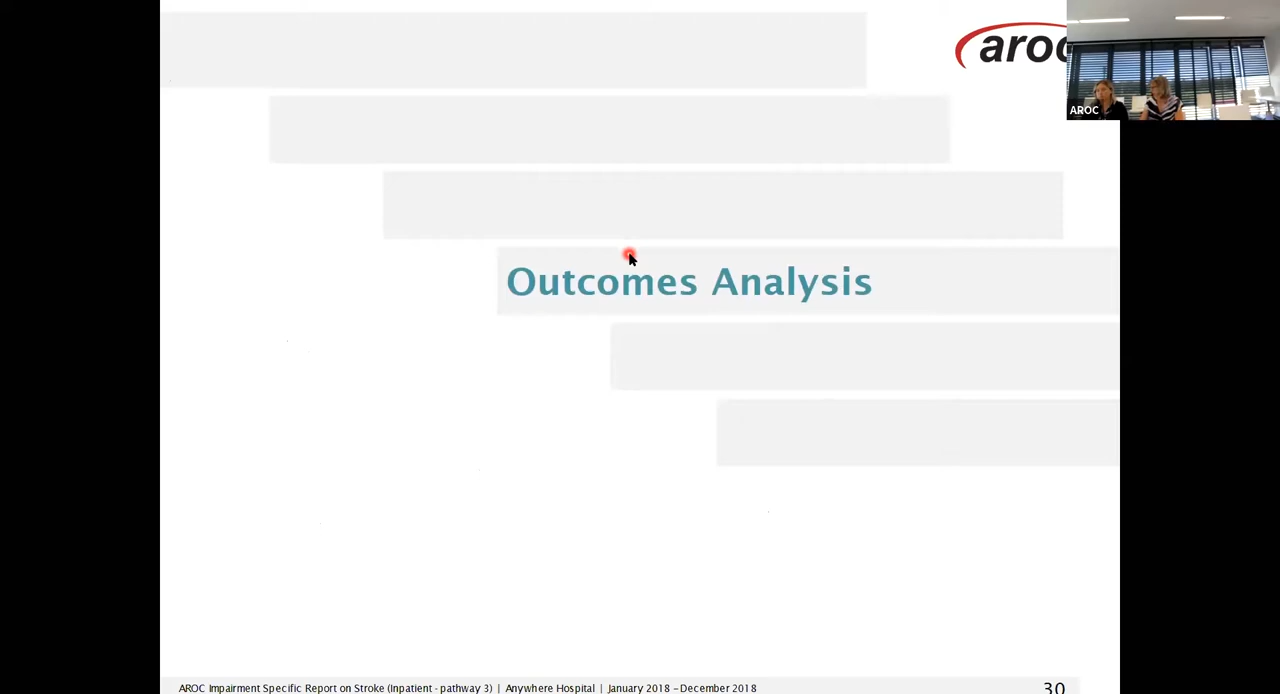 aroc
AROC
Outcomes Analysis
AROC Impairment Specific Report on Stroke (Inpatient - pathway 3) | Anywhere Hospital | January 2018 – December 2018
30